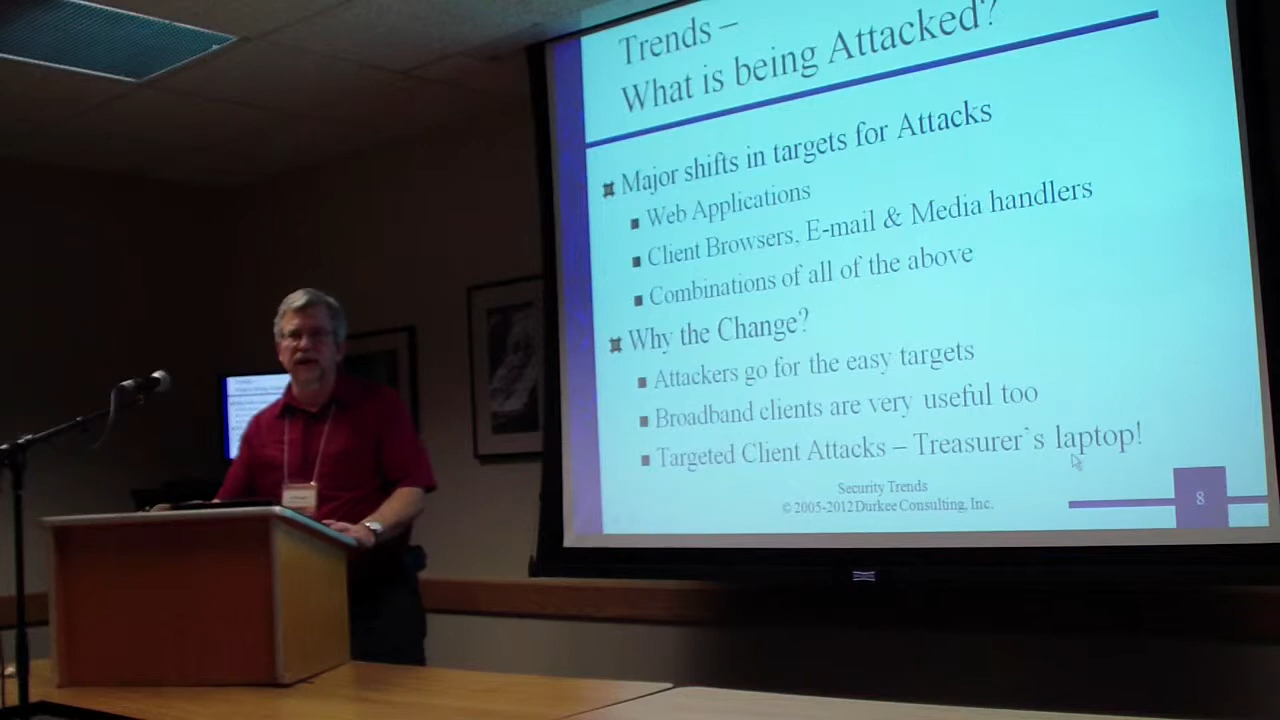 Trends –
What is being Attacked?
Major shifts in targets for Attacks
Web Applications
Client Browsers, E-mail & Media handlers
Combinations of all of the above
Why the Change?
Attackers go for the easy targets
Broadband clients are very useful too
Targeted Client Attacks – Treasurer`s laptop!
Security Trends
© 2005-2012 Durkee Consulting, Inc.
8